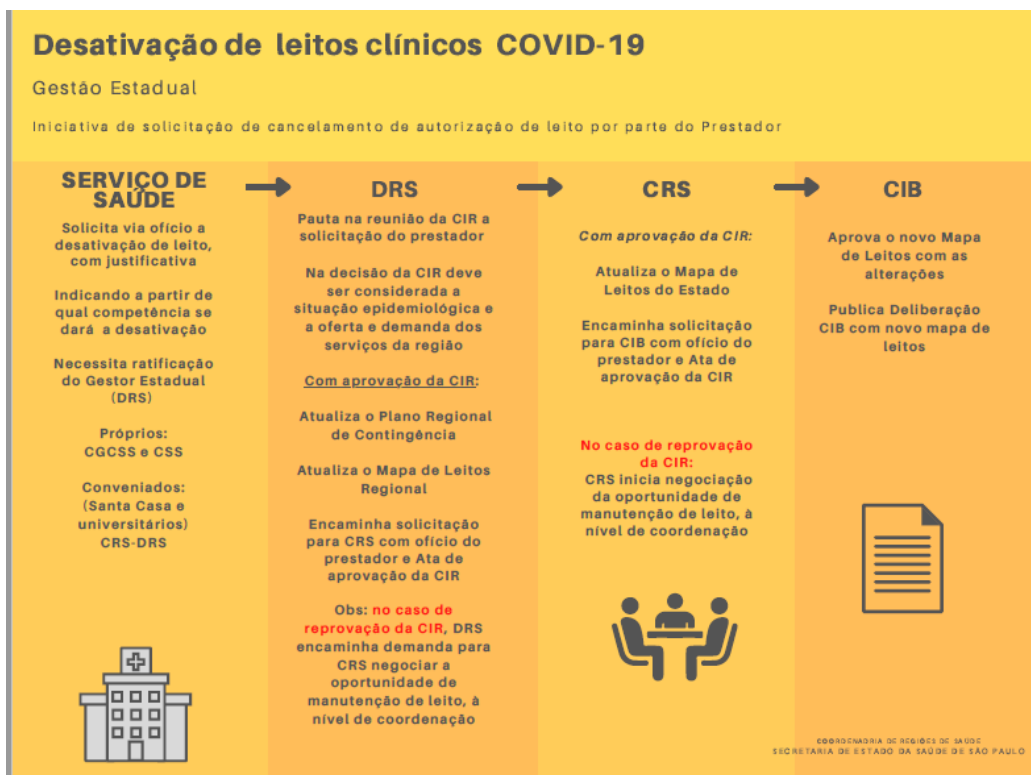 Desativação de leitos clínicos COVID-19
Gestão Estadual
Iniciativa de solicitação de cancelamento de autorização de leito por parte do Prestador
SERVIÇO DE
SAÚDE
Solicita via ofício a
desativação de leito,
com justificativa
Indicando a partir de
qual competência se
dará a desativação
Necessita ratificação
do Gestor Estadual
(DRS)
Próprios:
CGCSS e CSS
Conveniados:
(Santa Casa e
universitários)
CRS-DRS
DRS
Pauta na reunião da CIR a
solicitação do prestador
Na decisão da CIR deve
ser considerada a
situação epidemiológica e
a oferta e demanda dos
serviços da região
Com aprovação da CIR:
Atualiza o Plano Regional
de Contingência
Atualiza o Mapa de Leitos
Regional
Encaminha solicitação
para CRS com ofício do
prestador e Ata de
aprovação da CIR
Obs: no caso de
reprovação da CIR, DRS
encaminha demanda para
CRS negociar a
oportunidade de
manutenção de leito, à
nível de coordenação
CRS
Com aprovação da CIR:
Atualiza o Mapa de
Leitos do Estado
Encaminha solicitação
para CIB com ofício do
prestador e Ata de
aprovação da CIR
No caso de reprovação
da CIR:
CRS inicia negociação
da oportunidade de
manutenção de leito, à
nível de coordenação
CIB
Aprova o novo Mapa
de Leitos com as
alterações
Publica Deliberação
CIB com novo mapa de
leitos
COORDENADRIA DE REGIÕES DE SAÚDE
SECRETARIA DE ESTADO DA SAÚDE DE SÃO PAULO